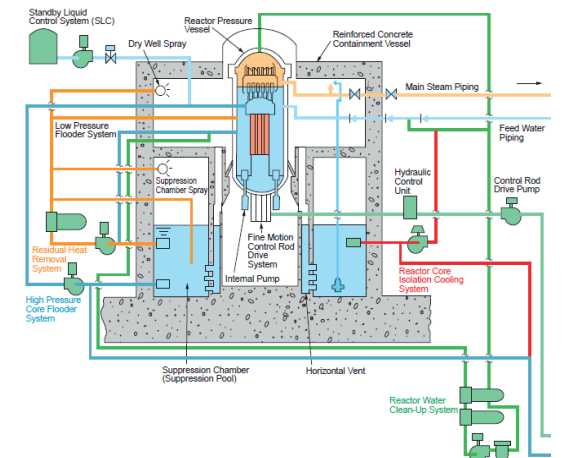 Standby Liquid
Control System (SLC)
Reactor Pressure
Vessel
Reinforced Concrete
Containment Vessel
Dry Well Spray
Main Steam Piping
Low Pressure
Flooder System
Feed Water
Piping
Suppression
Chamber Spray
Hydraulic
Control
Unit
Control Rod
Drive Pump
Residual Heat
Removal
System
Fine Motion
Control Rod
Drive
System
Internal Pump
Reactor Core
Isolation Cooling
System
High Pressure
Core Flooder
System
Suppression Chamber
(Suppression Pool)
Horizontal Vent
Reactor Water
Clean-Up System